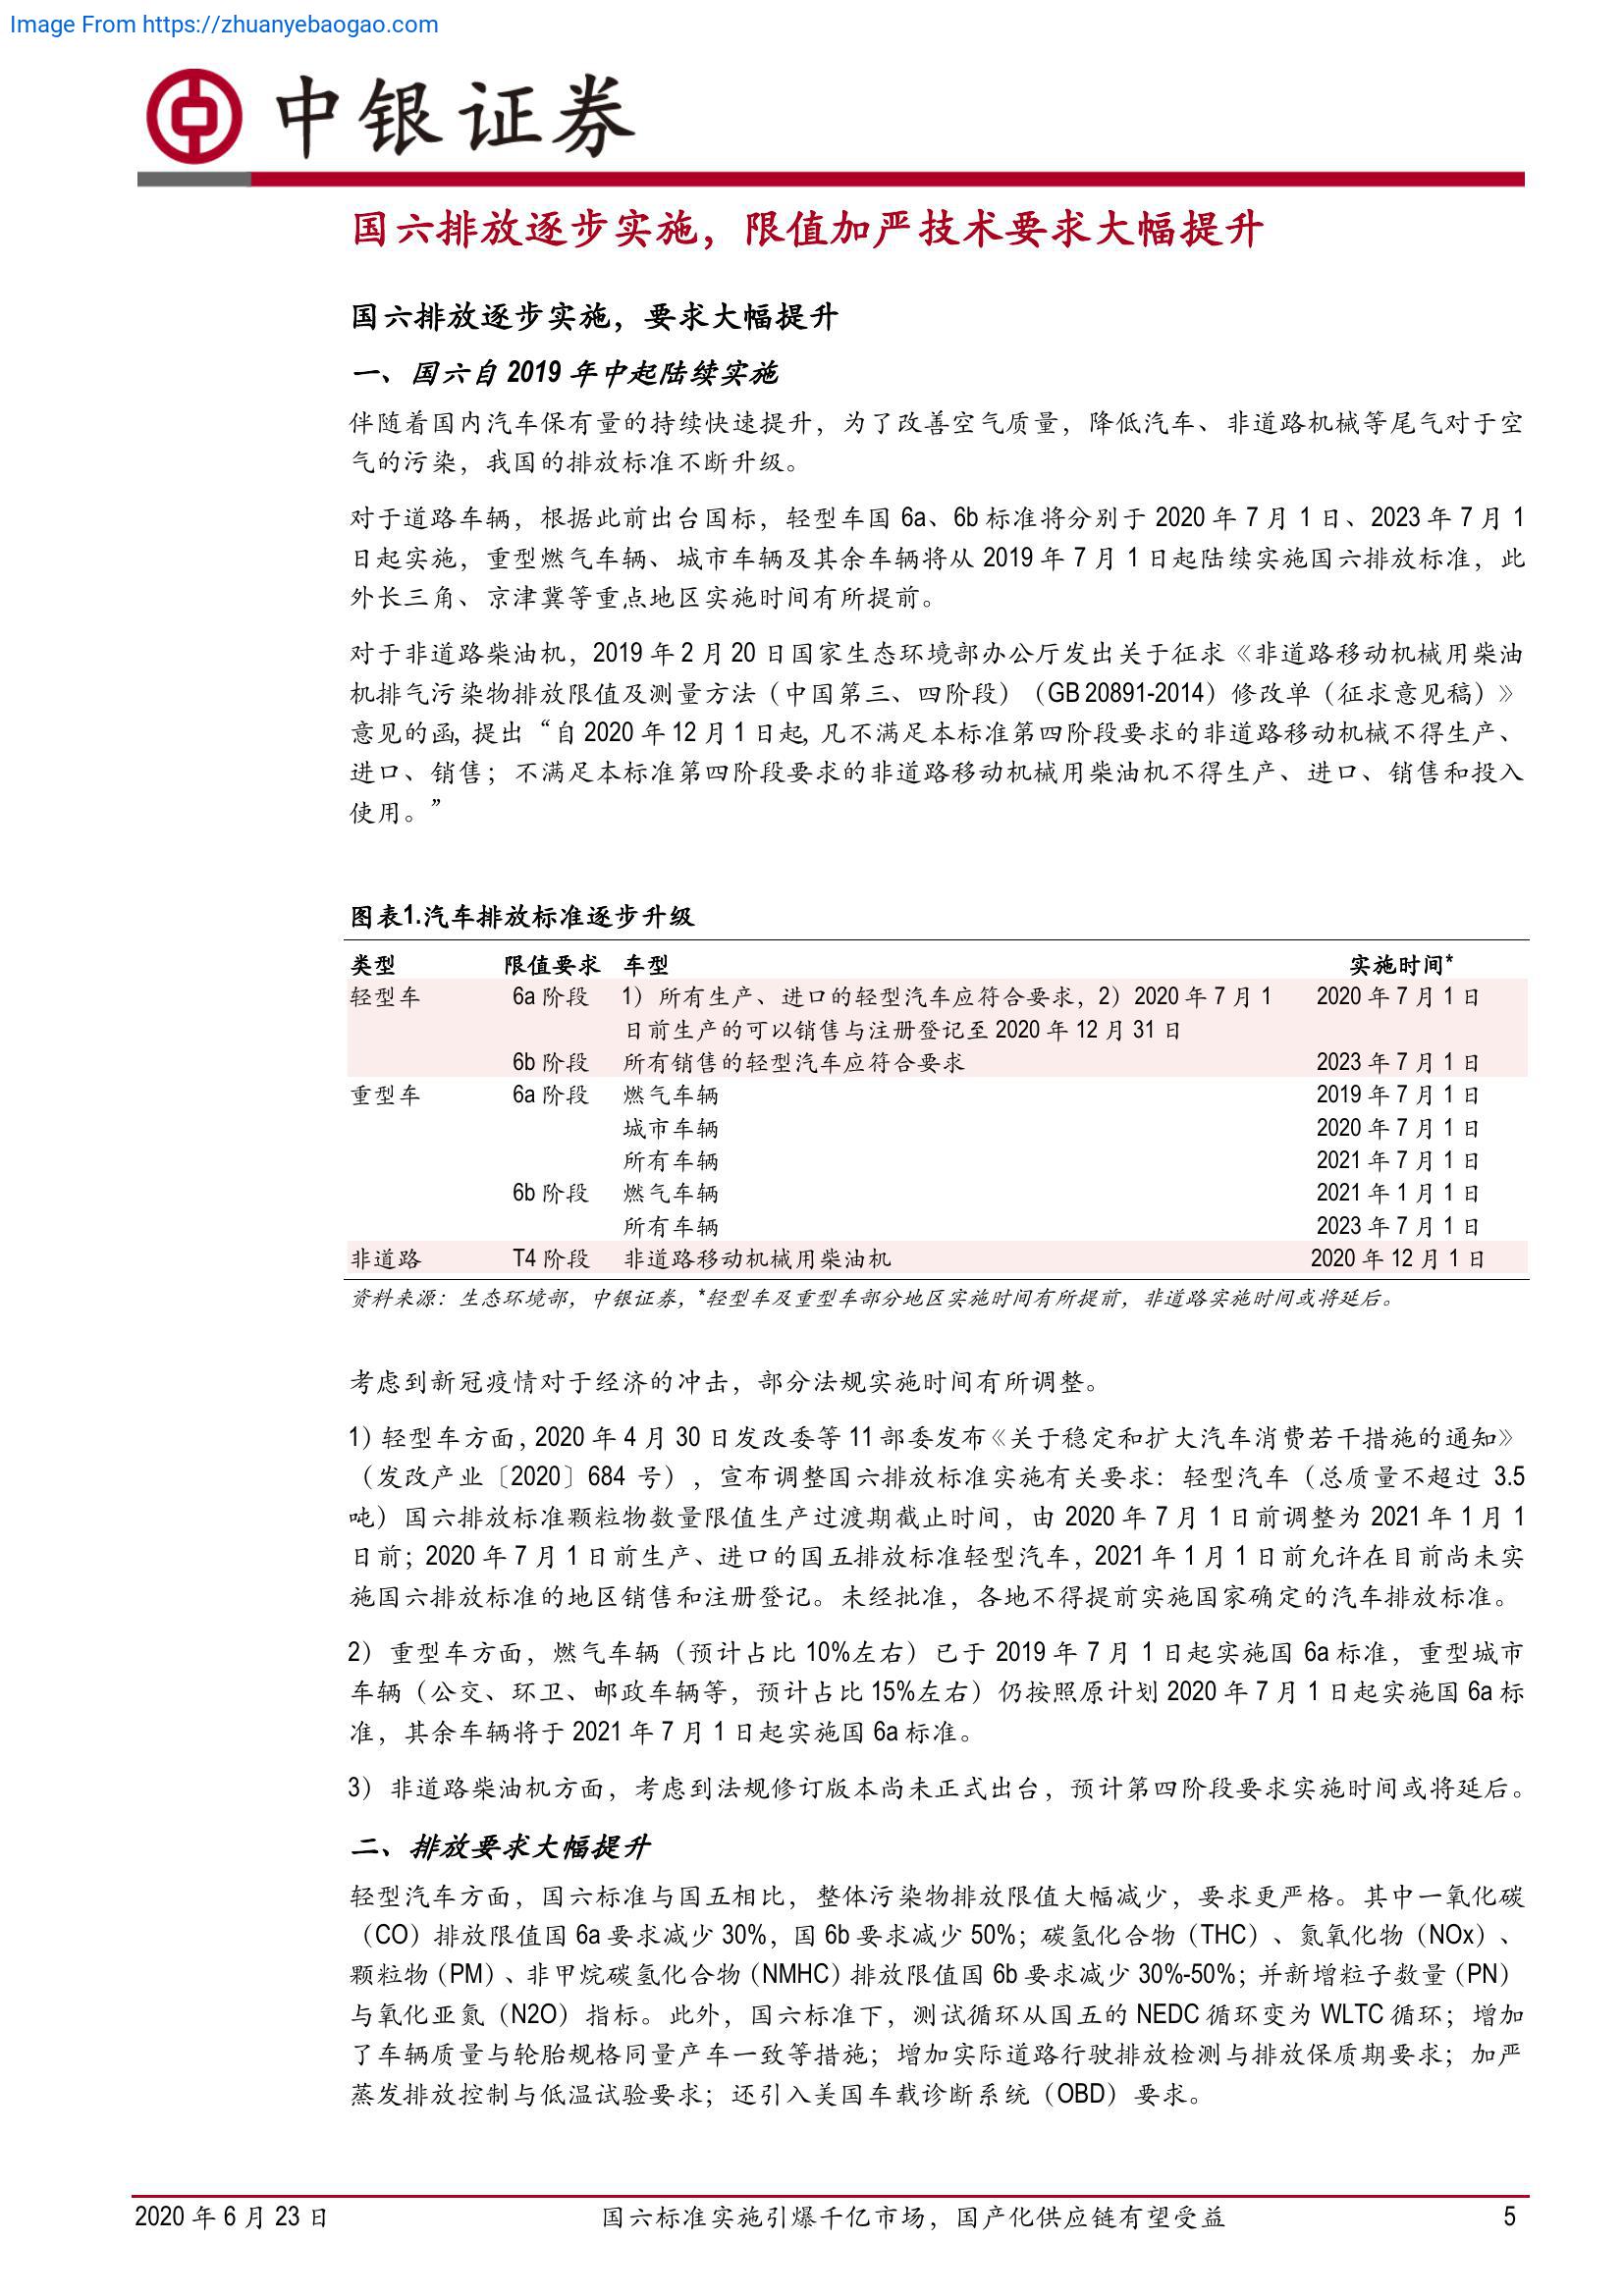 Image From https://zhuanyebaogao.com
中银证券
国六排放逐步实施，限值加严技术要求大幅提升
国六排放逐步实施，要求大幅提升
一、国六自 2019 年中起陆续实施
伴随着国内汽车保有量的持续快速提升，为了改善空气质量，降低汽车、非道路机械等尾气对于空
气的污染，我国的排放标准不断升级。
对于道路车辆，根据此前出台国标，轻型车国 6a、6b 标准将分别于 2020 年 7 月 1 日、2023 年 7 月 1
日起实施，重型燃气车辆、城市车辆及其余车辆将从 2019 年 7 月 1 日起陆续实施国六排放标准，此
外长三角、京津冀等重点地区实施时间有所提前。
对于非道路柴油机，2019 年 2 月 20 日国家生态环境部办公厅发出关于征求《非道路移动机械用柴油
机排气污染物排放限值及测量方法（中国第三、四阶段）（GB 20891-2014）修改单（征求意见稿）》
意见的函，提出“自 2020 年 12 月 1 日起，凡不满足本标准第四阶段要求的非道路移动机械不得生产、
进口、销售；不满足本标准第四阶段要求的非道路移动机械用柴油机不得生产、进口、销售和投入
使用。”
图表1.汽车排放标准逐步升级
类型 限值要求 车型 实施时间*
轻型车 6a 阶段 1）所有生产、进口的轻型汽车应符合要求，2）2020 年 7 月 1 2020 年 7 月 1 日
日前生产的可以销售与注册登记至 2020 年 12 月 31 日
6b 阶段 所有销售的轻型汽车应符合要求 2023 年 7 月 1 日
重型车 6a 阶段 燃气车辆 2019 年 7 月 1 日
城市车辆 2020 年 7 月 1 日
所有车辆 2021 年 7 月 1 日
6b 阶段 燃气车辆 2021 年 1 月 1 日
所有车辆 2023 年 7 月 1 日
非道路 T4 阶段 非道路移动机械用柴油机 2020 年 12 月 1 日
资料来源：生态环境部，中银证券，*轻型车及重型车部分地区实施时间有所提前，非道路实施时间或将延后。
考虑到新冠疫情对于经济的冲击，部分法规实施时间有所调整。
1）轻型车方面，2020 年 4 月 30 日发改委等 11 部委发布《关于稳定和扩大汽车消费若干措施的通知》
（发改产业〔2020〕684 号），宣布调整国六排放标准实施有关要求：轻型汽车（总质量不超过 3.5
吨）国六排放标准颗粒物数量限值生产过渡期截止时间，由 2020 年 7 月 1 日前调整为 2021 年 1 月 1
日前；2020 年 7 月 1 日前生产、进口的国五排放标准轻型汽车，2021 年 1 月 1 日前允许在目前尚未实
施国六排放标准的地区销售和注册登记。未经批准，各地不得提前实施国家确定的汽车排放标准。
2）重型车方面，燃气车辆（预计占比 10%左右）已于 2019 年 7 月 1 日起实施国 6a 标准，重型城市
车辆（公交、环卫、邮政车辆等，预计占比 15%左右）仍按照原计划 2020 年 7 月 1 日起实施国 6a 标
准，其余车辆将于 2021 年 7 月 1 日起实施国 6a 标准。
3）非道路柴油机方面，考虑到法规修订版本尚未正式出台，预计第四阶段要求实施时间或将延后。
二、排放要求大幅提升
轻型汽车方面，国六标准与国五相比，整体污染物排放限值大幅减少，要求更严格。其中一氧化碳
（CO）排放限值国 6a 要求减少 30%，国 6b 要求减少 50%；碳氢化合物（THC）、氮氧化物（NOx）、
颗粒物（PM）、非甲烷碳氢化合物（NMHC）排放限值国 6b 要求减少 30%-50%；并新增粒子数量（PN）
与氧化亚氮（N2O）指标。此外，国六标准下，测试循环从国五的 NEDC 循环变为 WLTC 循环；增加
了车辆质量与轮胎规格同量产车一致等措施；增加实际道路行驶排放检测与排放保质期要求；加严
蒸发排放控制与低温试验要求；还引入美国车载诊断系统（OBD）要求。
2020 年 6 月 23 日 国六标准实施引爆千亿市场，国产化供应链有望受益 5